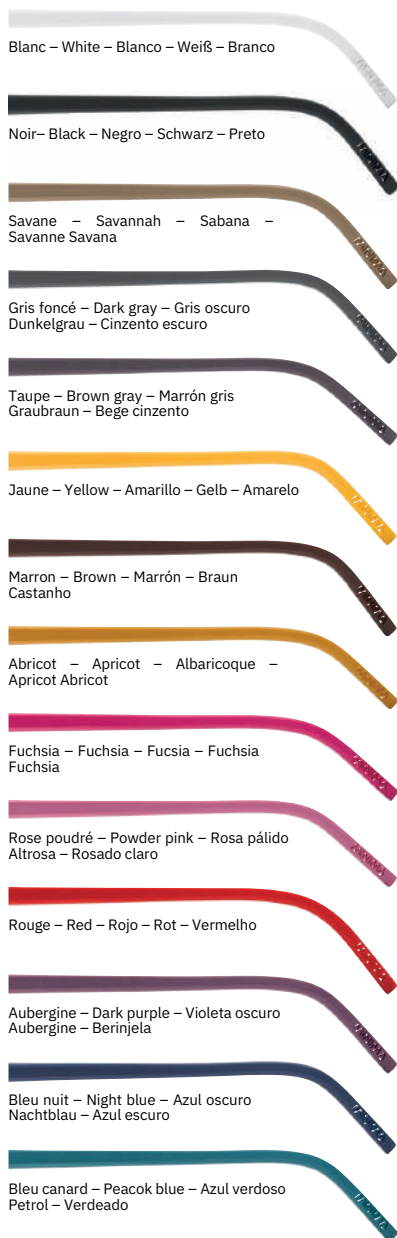 Blanc – White – Blanco – Weiß – Branco
Noir– Black – Negro – Schwarz – Preto
Savane – Savannah – Sabana –
Savanne Savana
Gris foncé – Dark gray – Gris oscuro
Dunkelgrau – Cinzento escuro
Taupe – Brown gray – Marrón gris
Graubraun – Bege cinzento
Jaune – Yellow – Amarillo – Gelb – Amarelo
Marron – Brown – Marrón – Braun
Castanho
Abricot – Apricot – Albaricoque –
Apricot Abricot
Fuchsia – Fuchsia – Fucsia – Fuchsia
Fuchsia
Rose poudré – Powder pink – Rosa pálido
Altrosa – Rosado claro
Rouge – Red – Rojo – Rot – Vermelho
Aubergine – Dark purple – Violeta oscuro
Aubergine – Berinjela
Bleu nuit – Night blue – Azul oscuro
Nachtblau – Azul escuro
Bleu canard – Peacok blue – Azul verdoso
Petrol – Verdeado